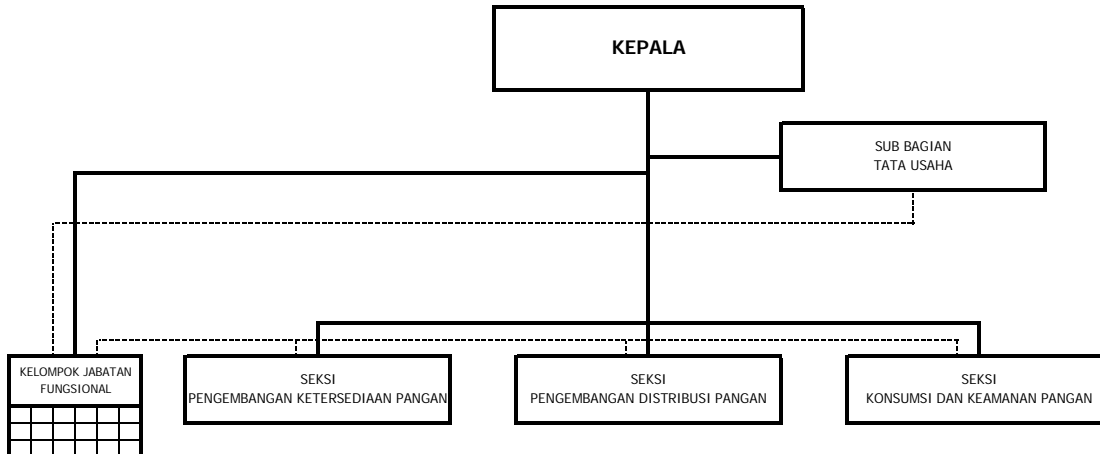 KEPALA
SUB BAGIAN
TATA USAHA
KELOMPOK JABATAN
FUNGSIONAL
SEKSI
PENGEMBANGAN KETERSEDIAAN PANGAN
SEKSI
PENGEMBANGAN DISTRIBUSI PANGAN
SEKSI
KONSUMSI DAN KEAMANAN PANGAN